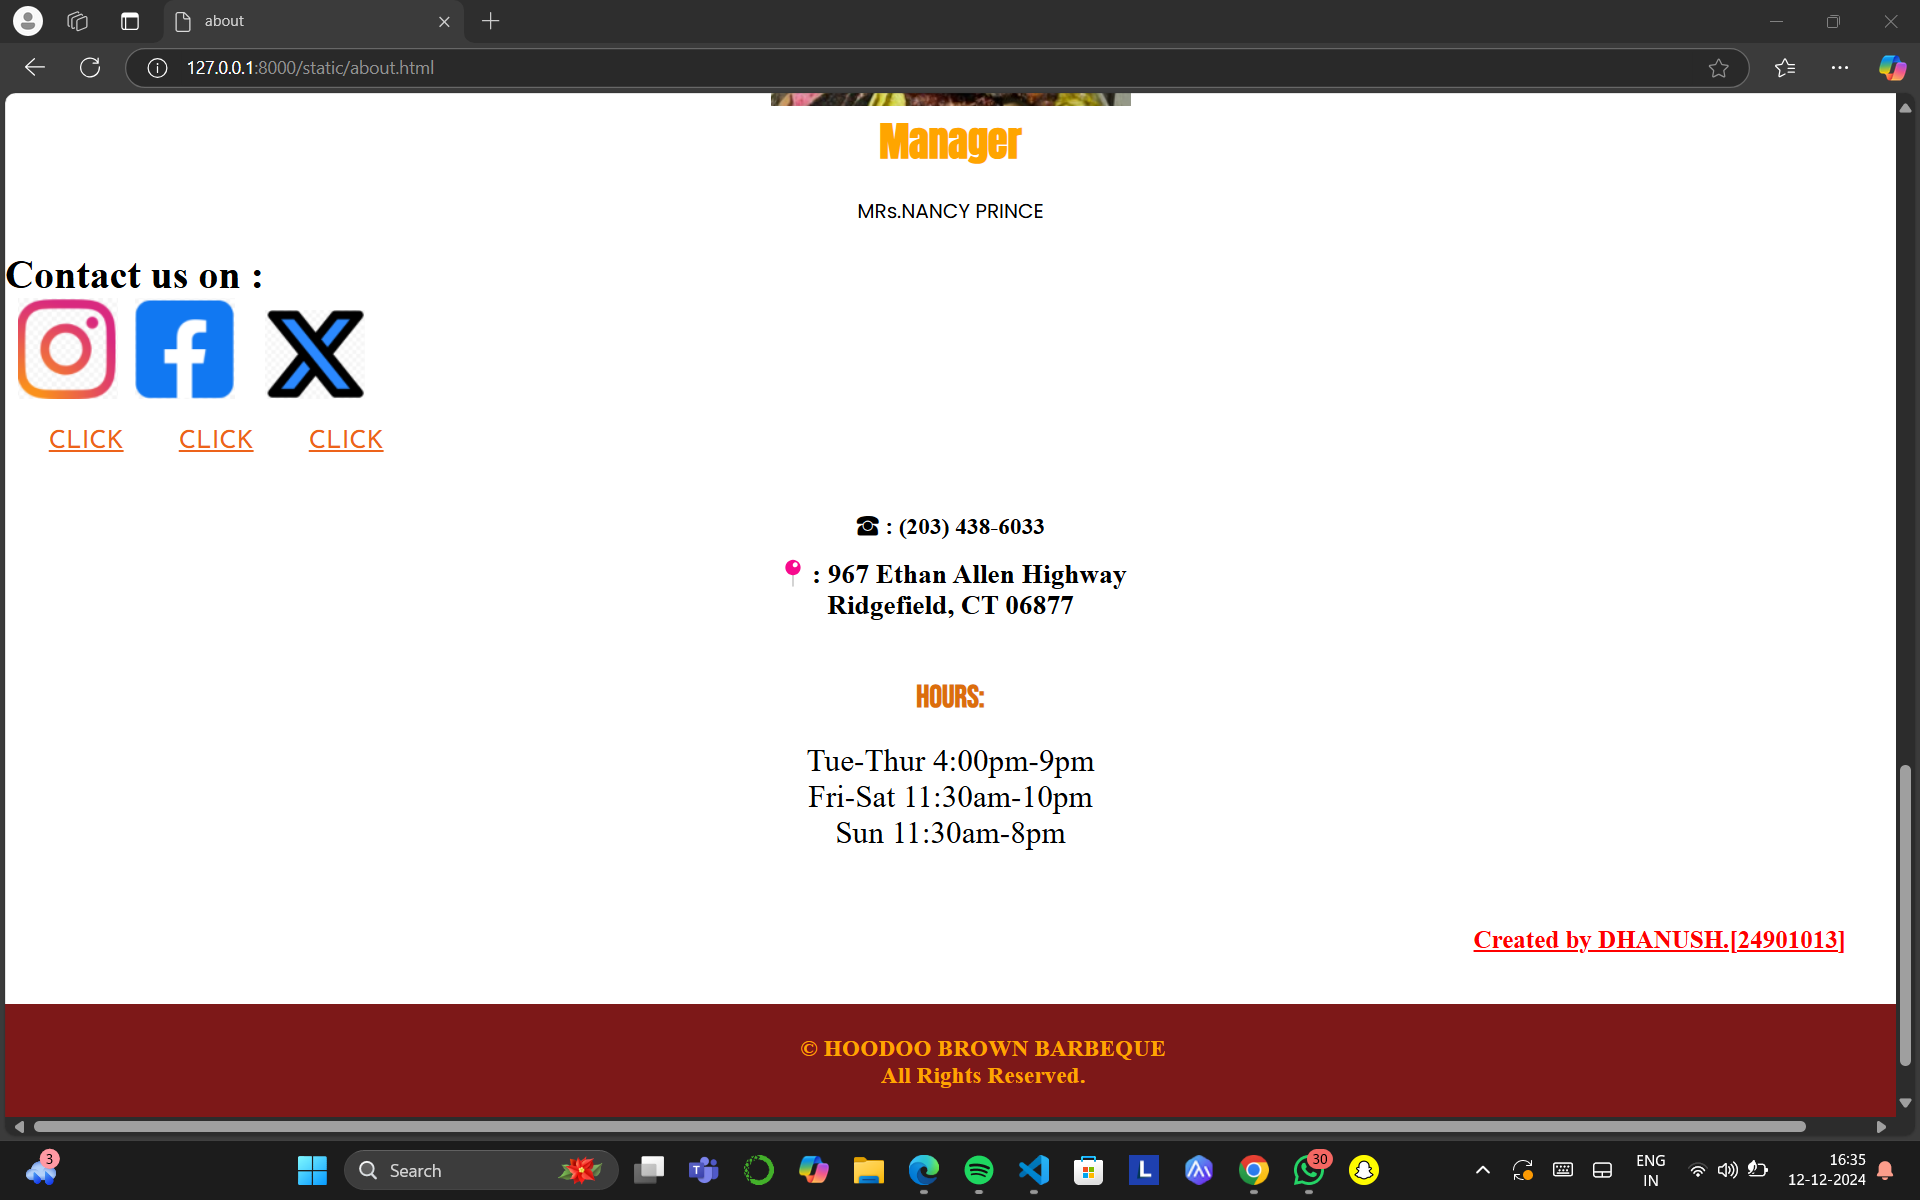 about
127.0.0.1:8000/static/about.html
Manager
MRs.NANCY PRINCE
Contact us on :
CLICK CLICK CLICK
☎ : (203) 438-6033
📍 : 967 Ethan Allen Highway
Ridgefield, CT 06877
HOURS:
Tue-Thur 4:00pm-9pm
Fri-Sat 11:30am-10pm
Sun 11:30am-8pm
Created by DHANUSH.[24901013]
© HOODOO BROWN BARBEQUE
All Rights Reserved.
3
Search
T
L
30
ENG
IN
16:35
12-12-2024